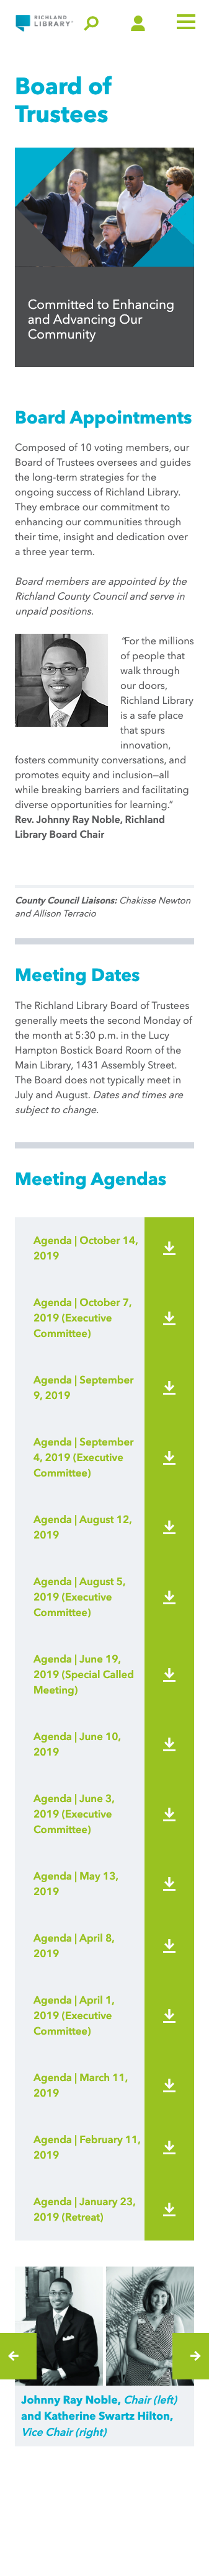 RICHLAND
LIBRARY
Board of
Trustees
Committed to Enhancing
and Advancing Our
Community
Board Appointments
Composed of 10 voting members, our
Board of Trustees oversees and guides
the long-term strategies for the
ongoing success of Richland Library.
They embrace our commitment to
enhancing our communities through
their time, insight and dedication over
a three year term.
Board members are appointed by the
Richland County Council and serve in
unpaid positions.
“For the millions
of people that
walk through
our doors,
Richland Library
is a safe place
that spurs
innovation,
fosters community conversations, and
promotes equity and inclusion—all
while breaking barriers and facilitating
diverse opportunities for learning.”
Rev. Johnny Ray Noble, Richland
Library Board Chair
County Council Liaisons: Chakisse Newton
and Allison Terracio
Meeting Dates
The Richland Library Board of Trustees
generally meets the second Monday of
the month at 5:30 p.m. in the Lucy
Hampton Bostick Board Room of the
Main Library, 1431 Assembly Street.
The Board does not typically meet in
July and August. Dates and times are
subject to change.
Meeting Agendas
Agenda | October 14,
2019
Agenda | October 7,
2019 (Executive
Committee)
Agenda | September
9, 2019
Agenda | September
4, 2019 (Executive
Committee)
Agenda | August 12,
2019
Agenda | August 5,
2019 (Executive
Committee)
Agenda | June 19,
2019 (Special Called
Meeting)
Agenda | June 10,
2019
Agenda | June 3,
2019 (Executive
Committee)
Agenda | May 13,
2019
Agenda | April 8,
2019
Agenda | April 1,
2019 (Executive
Committee)
Agenda | March 11,
2019
Agenda | February 11,
2019
Agenda | January 23,
2019 (Retreat)
Johnny Ray Noble, Chair (left)
and Katherine Swartz Hilton,
Vice Chair (right)